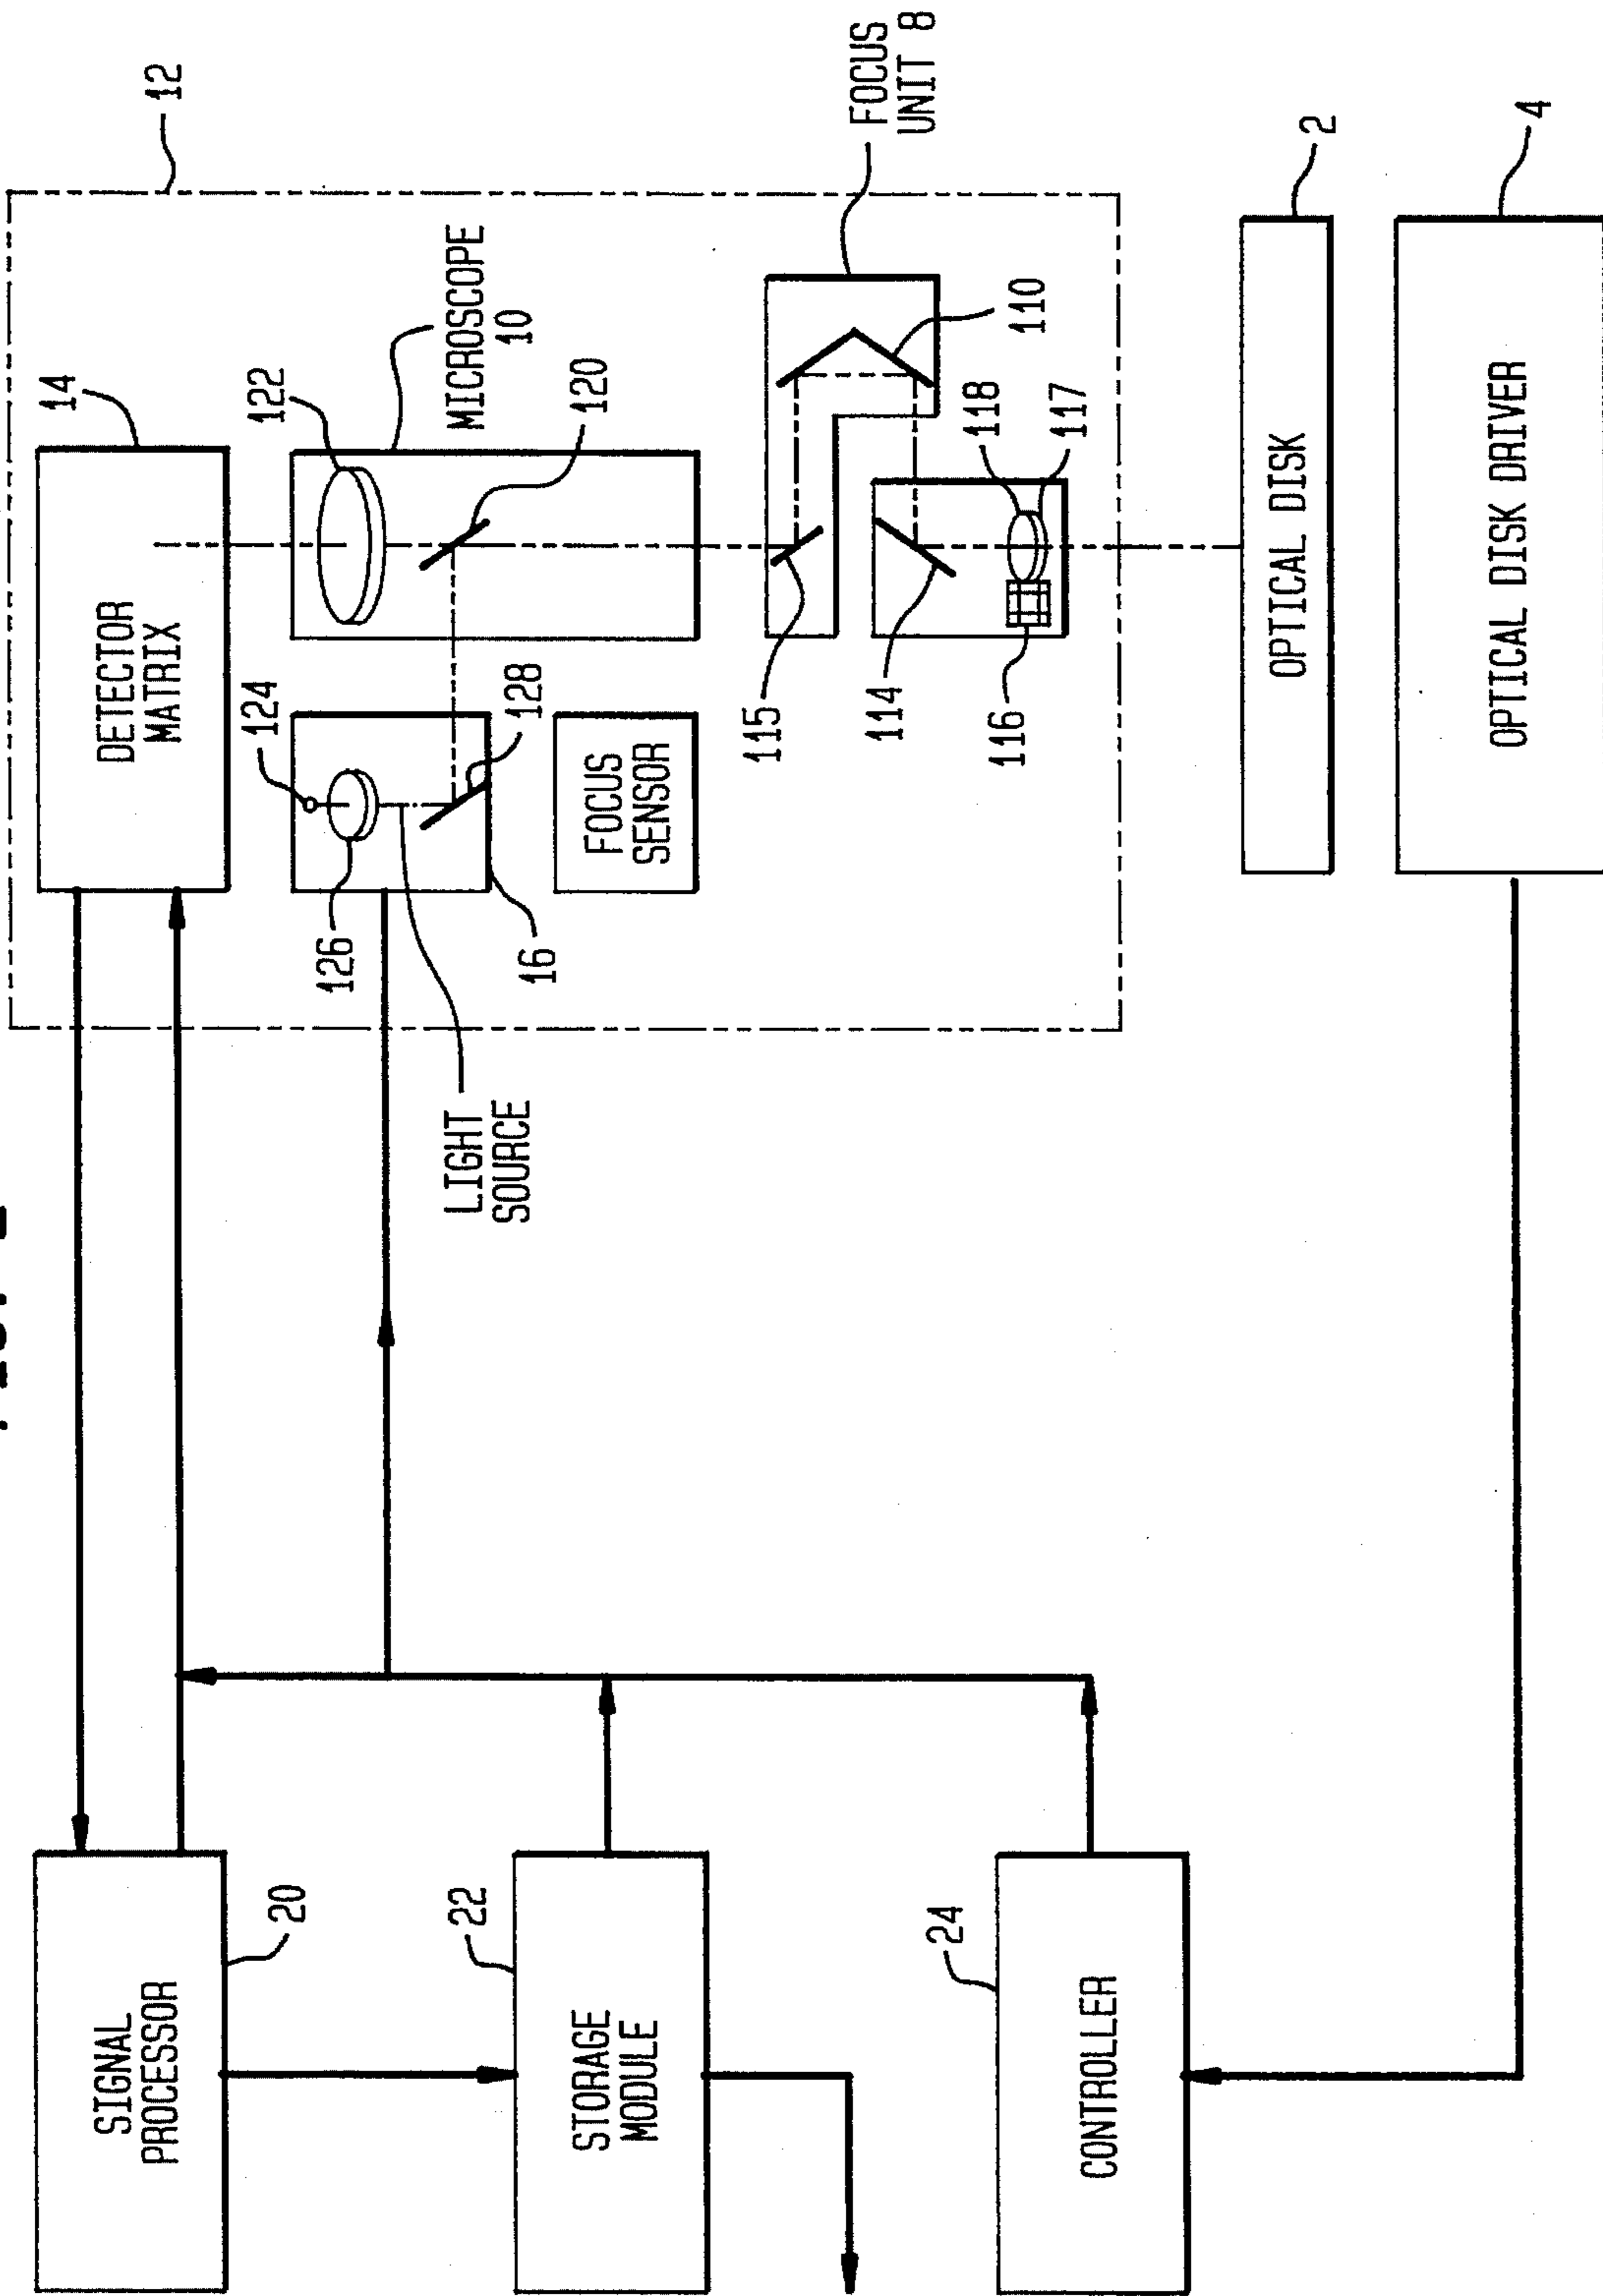 12
14
DETECTOR
MATRIX
122
MICROSCOPE
10
120
124
126
128
16
LIGHT
SOURCE
FOCUS
SENSOR
FOCUS
UNIT 8
110
115
114
118
117
116
2
OPTICAL DISK
4
OPTICAL DISK DRIVER
SIGNAL
PROCESSOR
20
22
STORAGE
MODULE
24
CONTROLLER